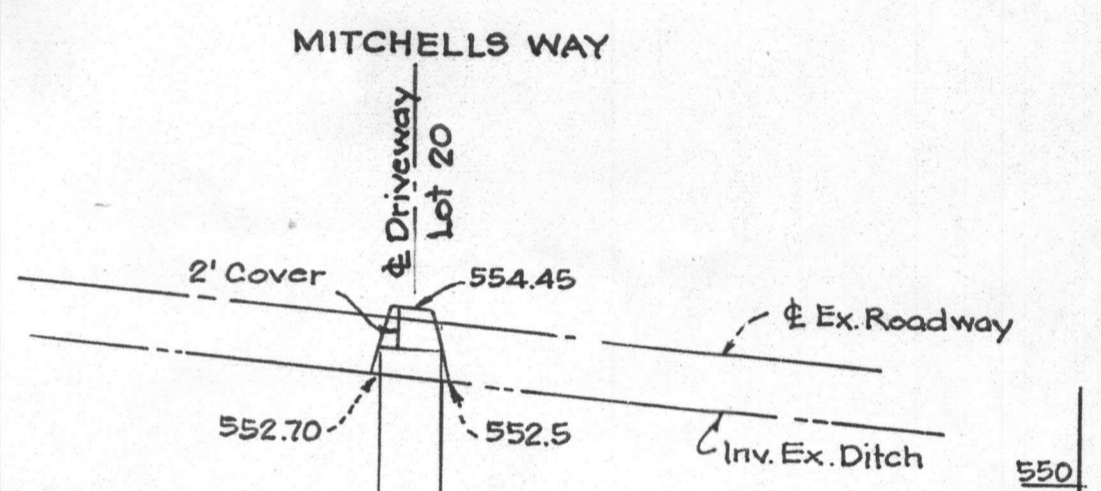 MITCHELLS WAY
℄ Driveway
Lot 20
2' Cover
554.45
℄ Ex. Roadway
552.70
552.5
Inv. Ex. Ditch
550